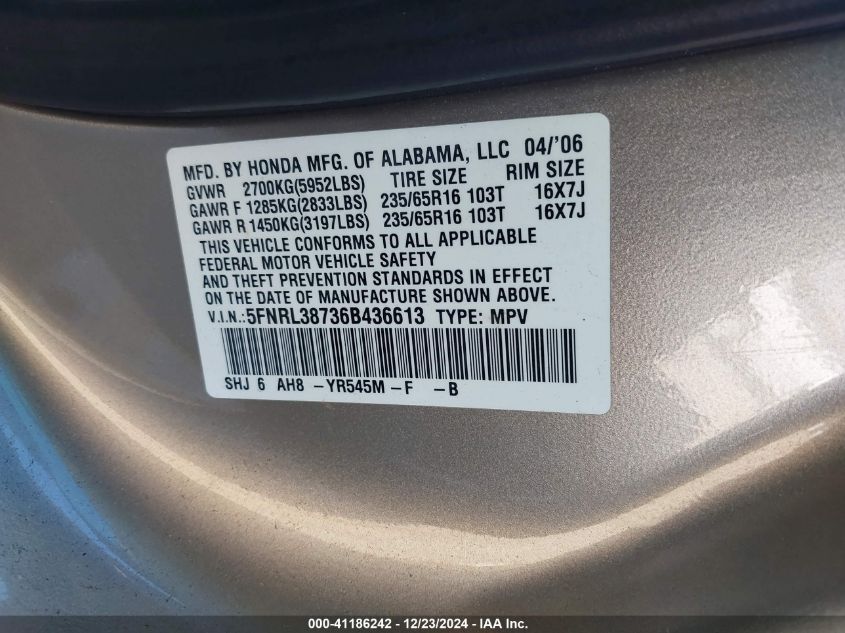 MFD. BY HONDA MFG. OF ALABAMA, LLC 04/'06
GVWR 2700KG(5952LBS) TIRE SIZE RIM SIZE
GAWR F 1285KG(2833LBS) 235/65R16 103T 16X7J
GAWR R 1450KG(3197LBS) 235/65R16 103T 16X7J
THIS VEHICLE CONFORMS TO ALL APPLICABLE
FEDERAL MOTOR VEHICLE SAFETY
AND THEFT PREVENTION STANDARDS IN EFFECT
ON THE DATE OF MANUFACTURE SHOWN ABOVE.
V.I.N.:5FNRL38736B436613 TYPE: MPV
SHJ 6 AH8 -YR545M-F -B
000-41186242 - 12/23/2024 - IAA Inc.